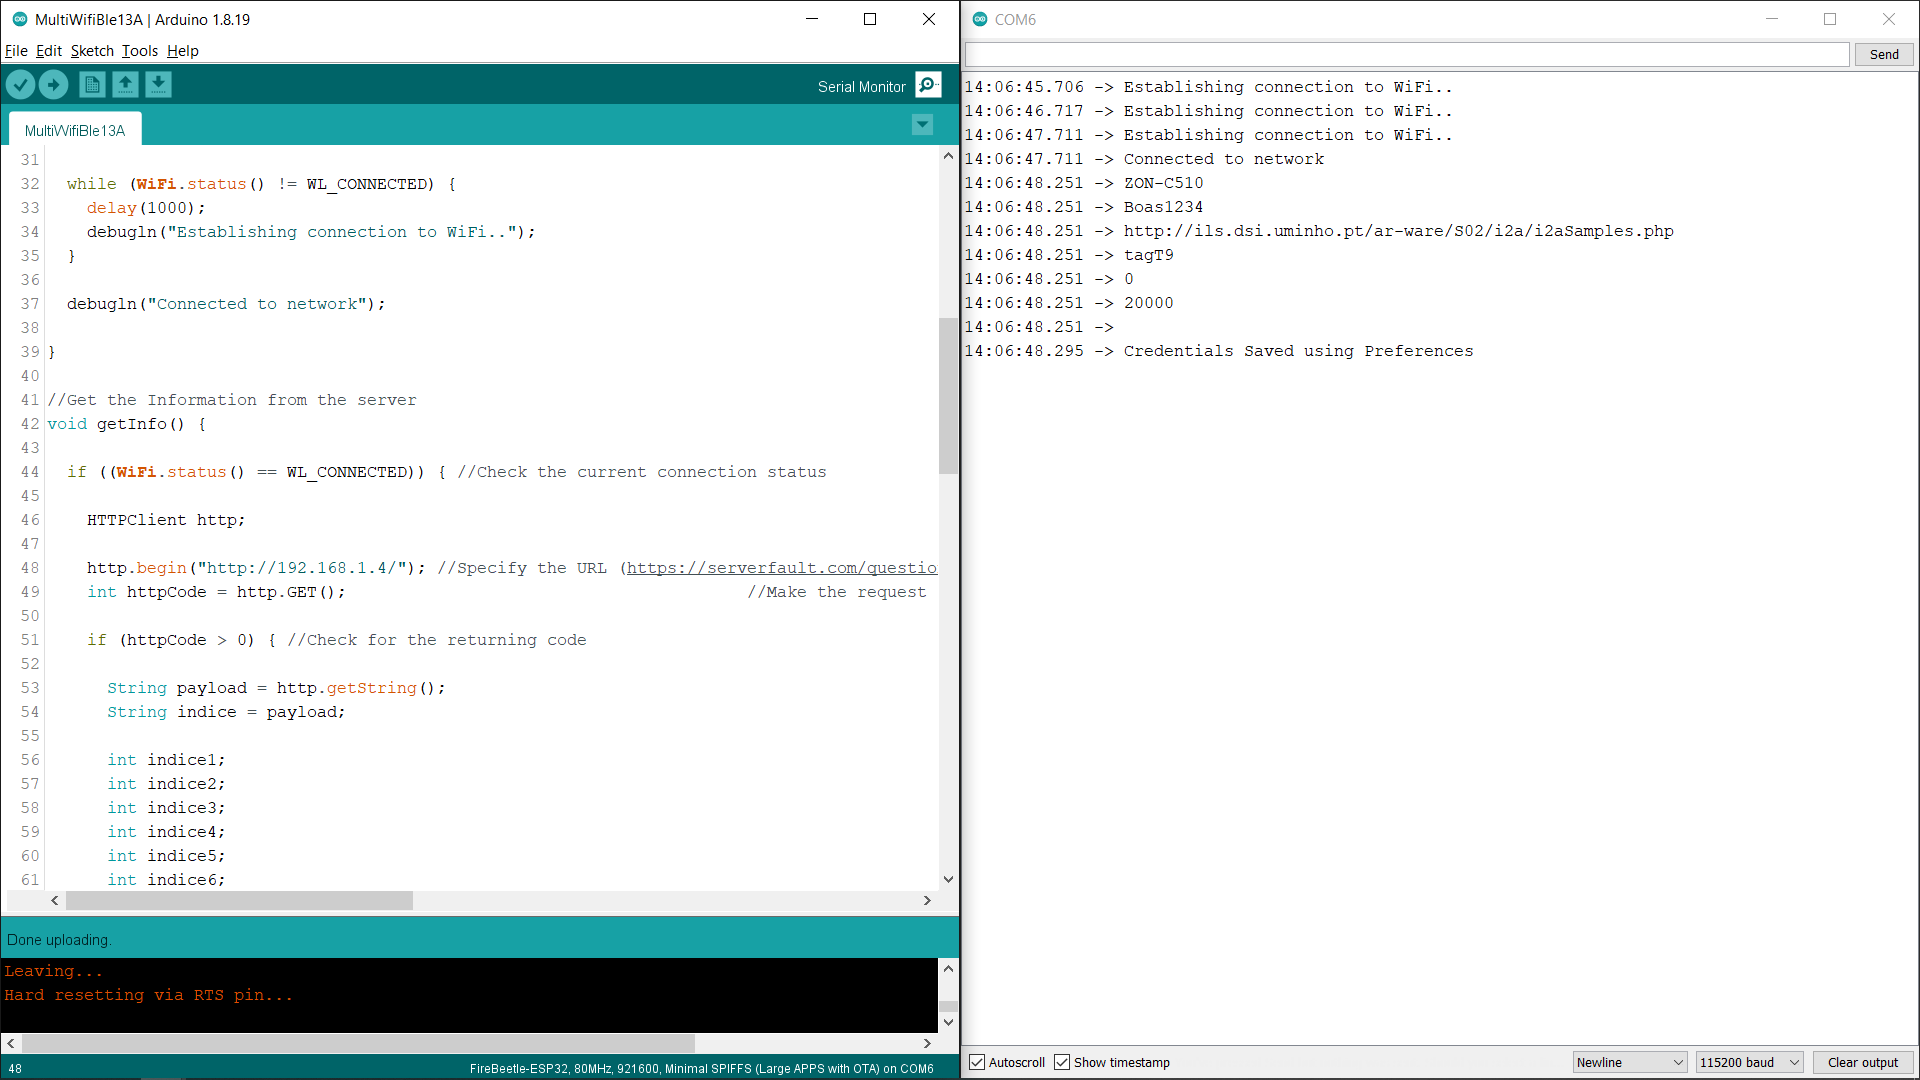 MultiWifiBle13A | Arduino 1.8.19
File Edit Sketch Tools Help
Serial Monitor
MultiWifiBle13A
31
32 while (WiFi.status() != WL_CONNECTED) {
33 delay(1000);
34 debugln("Establishing connection to WiFi..");
35 }
36
37 debugln("Connected to network");
38
39 }
40
41 //Get the Information from the server
42 void getInfo() {
43
44 if ((WiFi.status() == WL_CONNECTED)) { //Check the current connection status
45
46 HTTPClient http;
47
48 http.begin("http://192.168.1.4/"); //Specify the URL (https://serverfault.com/questio
49 int httpCode = http.GET(); //Make the request
50
51 if (httpCode > 0) { //Check for the returning code
52
53 String payload = http.getString();
54 String indice = payload;
55
56 int indice1;
57 int indice2;
58 int indice3;
59 int indice4;
60 int indice5;
61 int indice6;
Done uploading.
Leaving...
Hard resetting via RTS pin...
48 FireBeetle-ESP32, 80MHz, 921600, Minimal SPIFFS (Large APPS with OTA) on COM6
COM6
Send
14:06:45.706 -> Establishing connection to WiFi..
14:06:46.717 -> Establishing connection to WiFi..
14:06:47.711 -> Establishing connection to WiFi..
14:06:47.711 -> Connected to network
14:06:48.251 -> ZON-C510
14:06:48.251 -> Boas1234
14:06:48.251 -> http://ils.dsi.uminho.pt/ar-ware/S02/i2a/i2aSamples.php
14:06:48.251 -> tagT9
14:06:48.251 -> 0
14:06:48.251 -> 20000
14:06:48.251 ->
14:06:48.295 -> Credentials Saved using Preferences
Autoscroll Show timestamp Newline 115200 baud Clear output